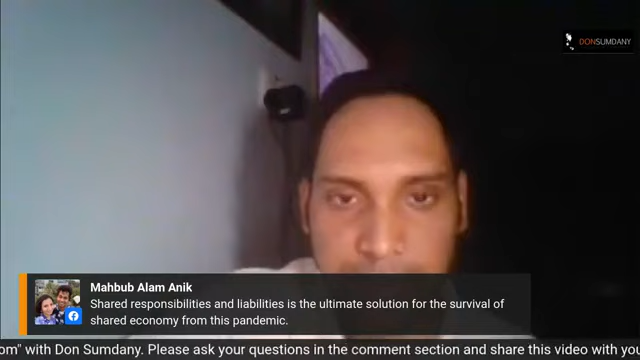 DONSUMDANY
Mahbub Alam Anik
Shared responsibilities and liabilities is the ultimate solution for the survival of
shared economy from this pandemic.
om" with Don Sumdany. Please ask your questions in the comment section and share this video with you